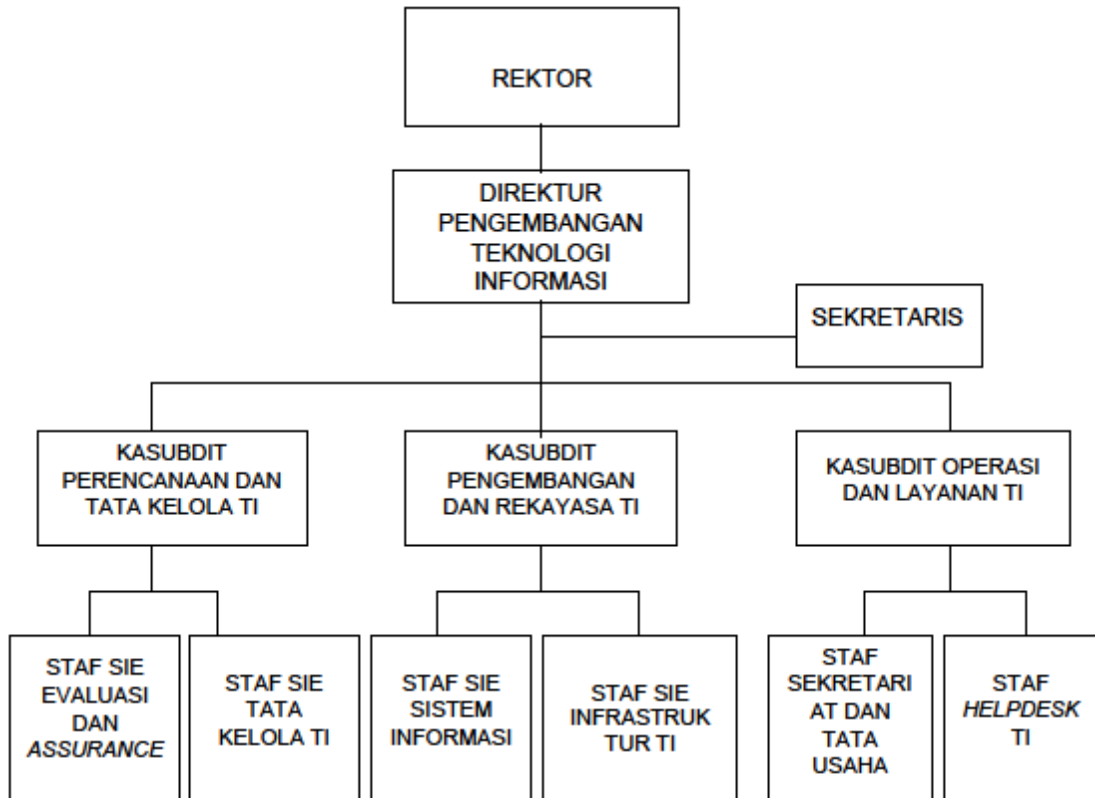 REKTOR
DIREKTUR
PENGEMBANGAN
TEKNOLOGI
INFORMASI
SEKRETARIS
KASUBDIT
PERENCANAAN DAN
TATA KELOLA TI
KASUBDIT
PENGEMBANGAN
DAN REKAYASA TI
KASUBDIT OPERASI
DAN LAYANAN TI
STAF SIE
EVALUASI
DAN
ASSURANCE
STAF SIE
TATA
KELOLA TI
STAF SIE
SISTEM
INFORMASI
STAF SIE
INFRASTRUK
TUR TI
STAF
SEKRETARI
AT DAN
TATA
USAHA
STAF
HELPDESK
TI